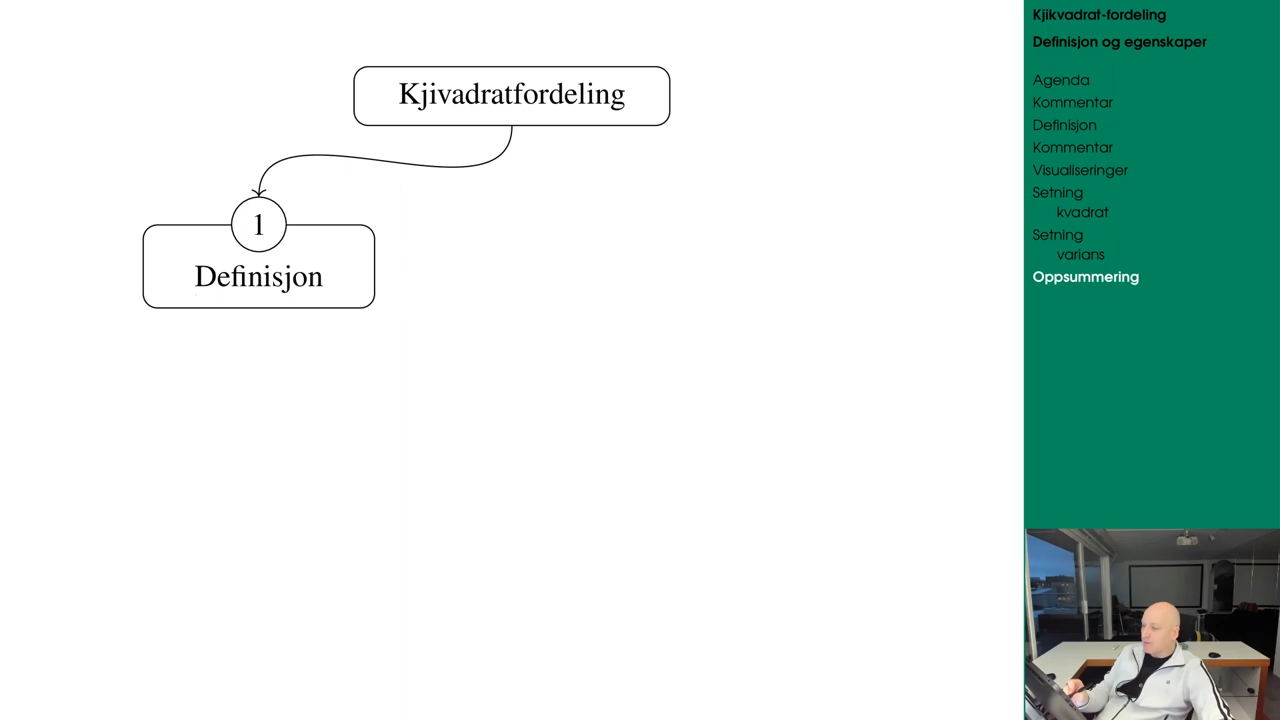 Kjivadratfordeling
1
Definisjon
Kjikvadrat-fordeling
Definisjon og egenskaper
Agenda
Kommentar
Definisjon
Kommentar
Visualiseringer
Setning
kvadrat
Setning
varians
Oppsummering